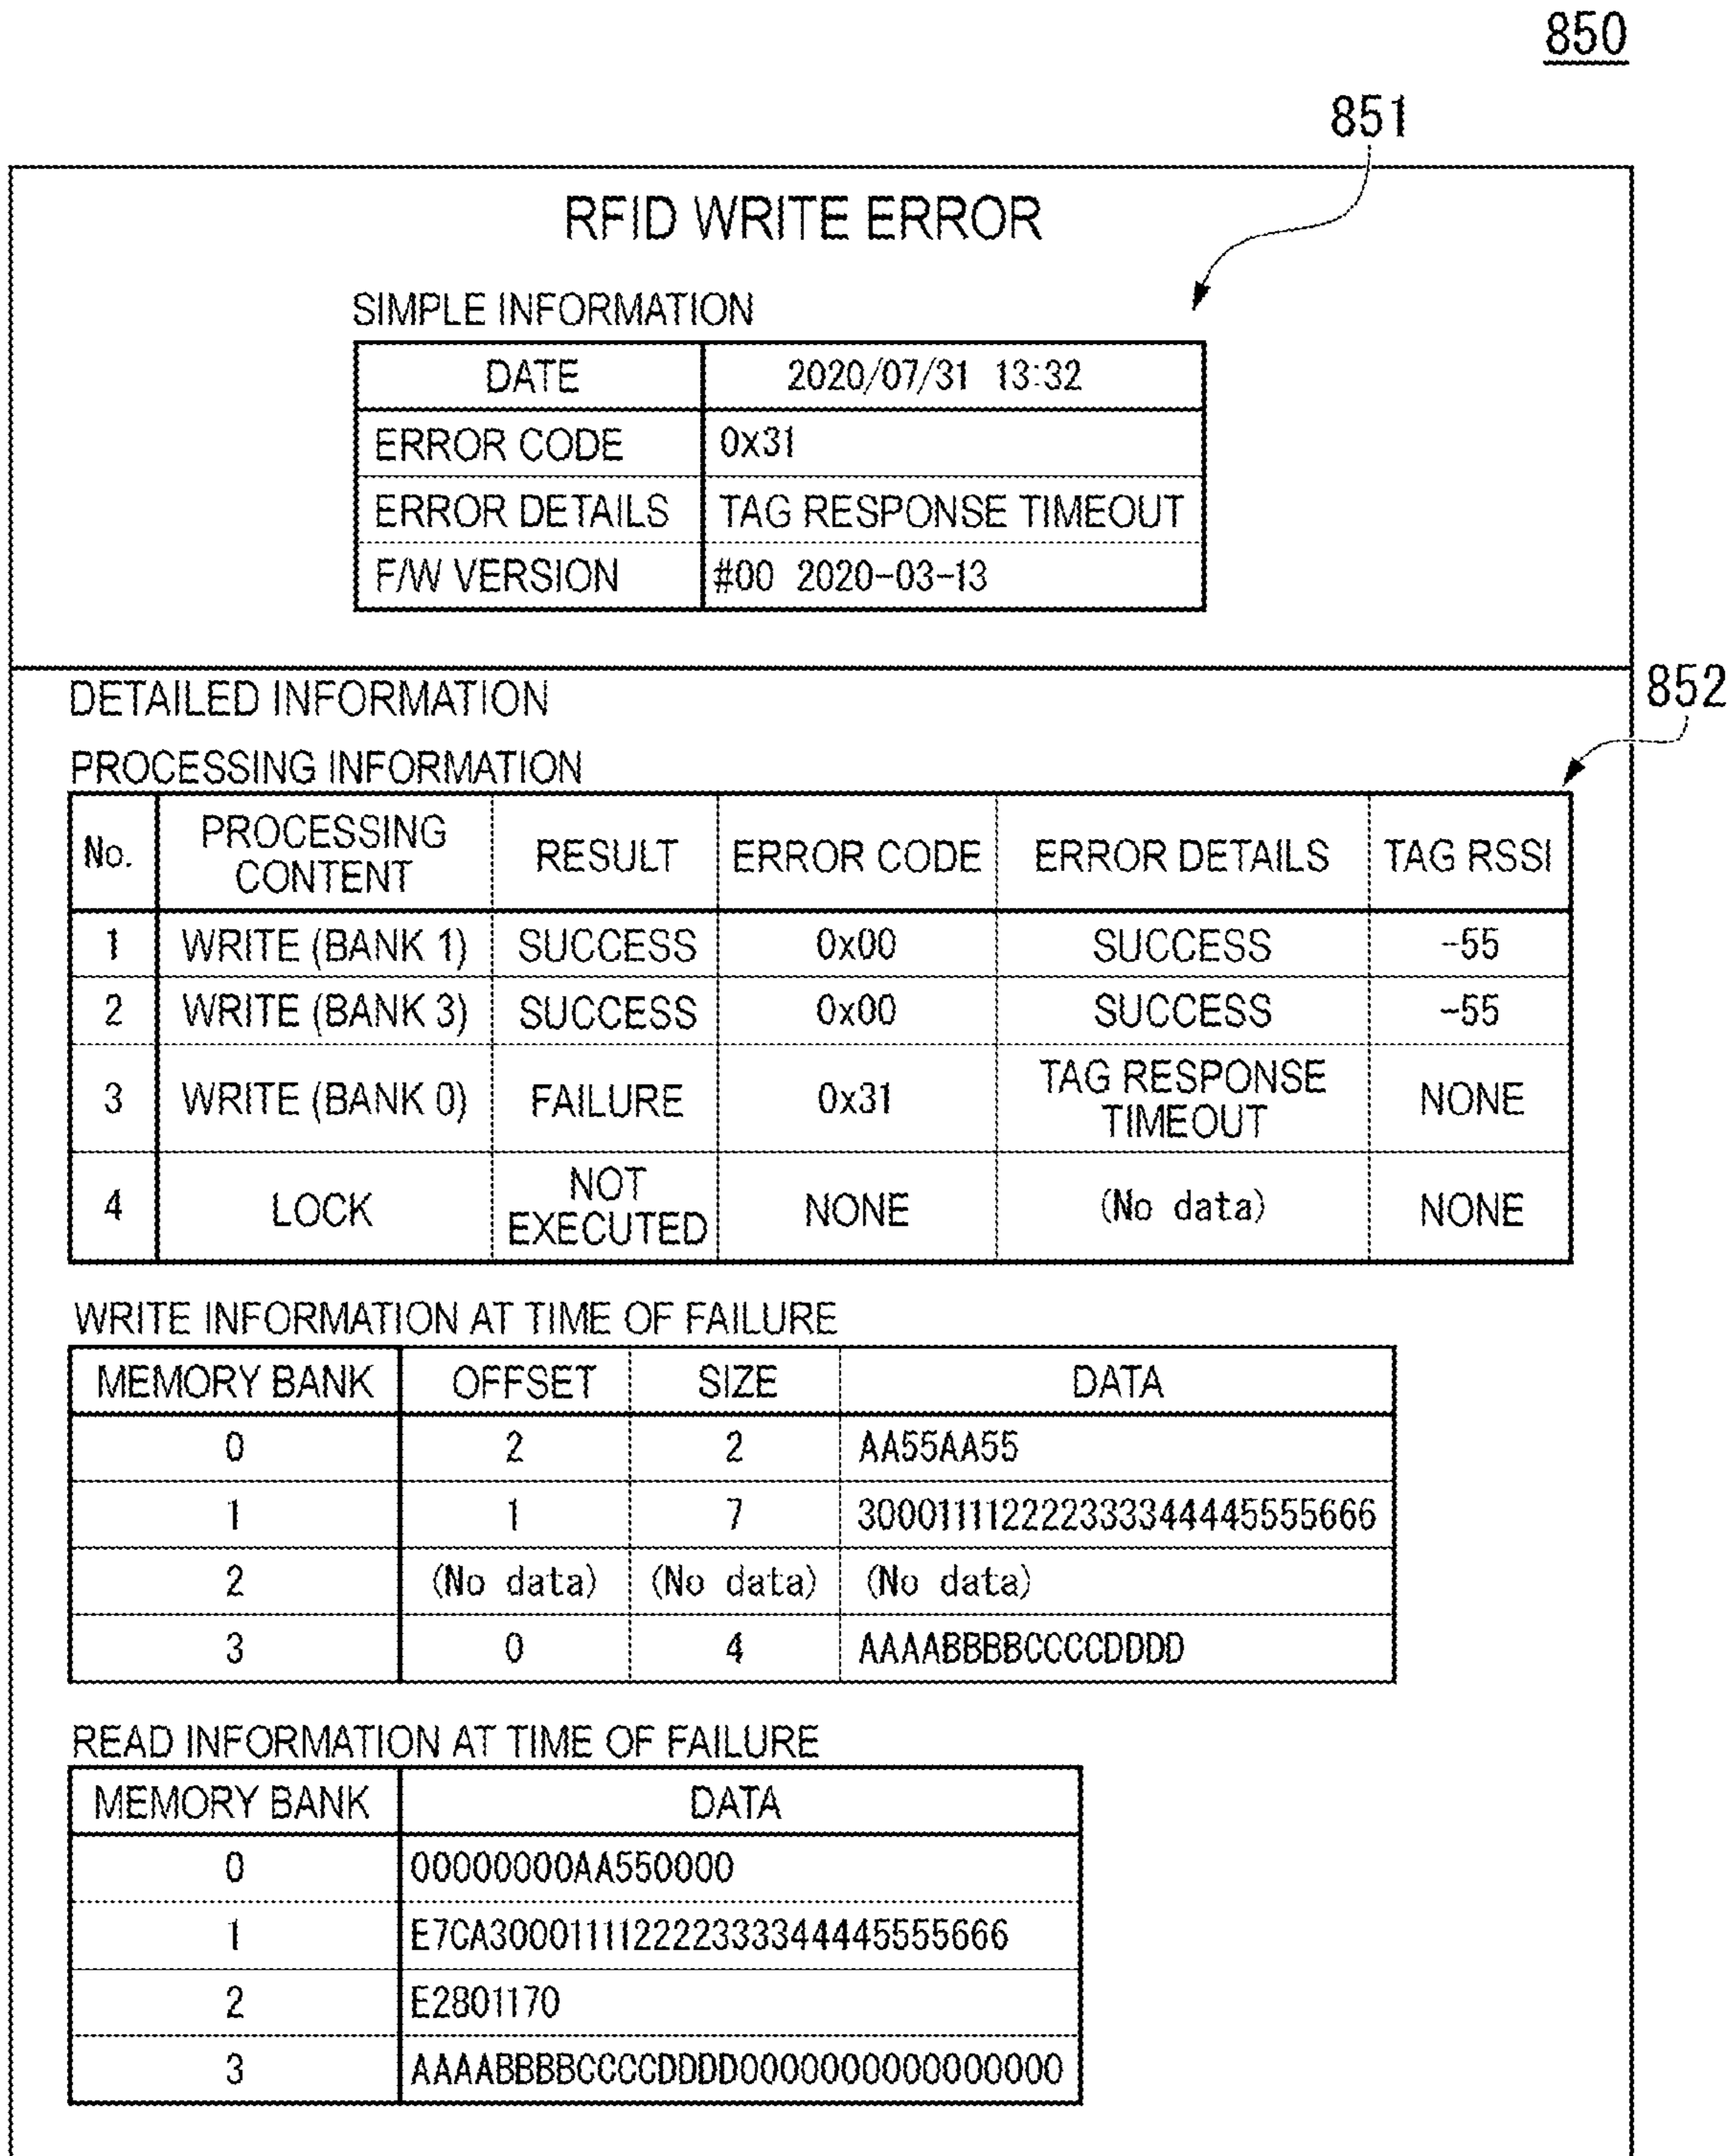 850
851
RFID WRITE ERROR
SIMPLE INFORMATION
DATE 2020/07/31 13:32
ERROR CODE 0x31
ERROR DETAILS TAG RESPONSE TIMEOUT
F/W VERSION #00 2020-03-13
852
DETAILED INFORMATION
PROCESSING INFORMATION
No. PROCESSING CONTENT RESULT ERROR CODE ERROR DETAILS TAG RSSI
1 WRITE (BANK 1) SUCCESS 0x00 SUCCESS -55
2 WRITE (BANK 3) SUCCESS 0x00 SUCCESS -55
3 WRITE (BANK 0) FAILURE 0x31 TAG RESPONSE TIMEOUT NONE
4 LOCK NOT EXECUTED NONE (No data) NONE
WRITE INFORMATION AT TIME OF FAILURE
MEMORY BANK OFFSET SIZE DATA
0 2 2 AA55AA55
1 1 7 300011112222333344445555666
2 (No data) (No data) (No data)
3 0 4 AAAABBBBCCCCDDDD
READ INFORMATION AT TIME OF FAILURE
MEMORY BANK DATA
0 00000000AA550000
1 E7CA300011112222333344445555666
2 E2801170
3 AAAABBBBCCCCDDDD0000000000000000